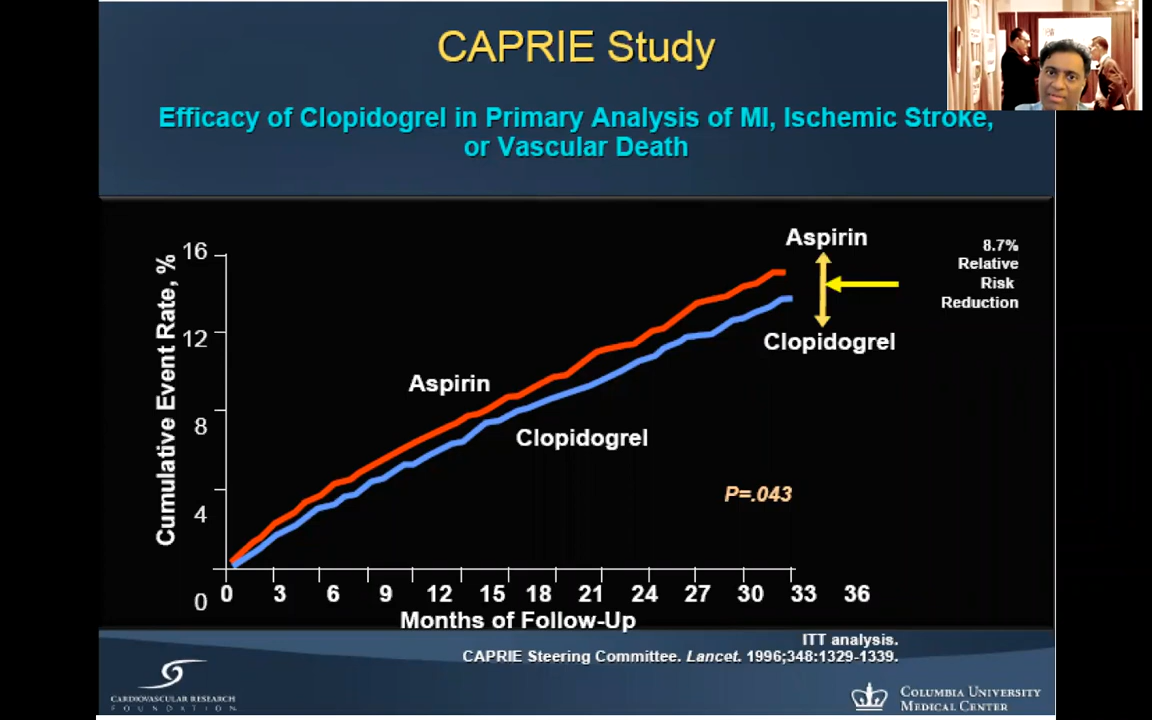 CAPRIE Study
Efficacy of Clopidogrel in Primary Analysis of MI, Ischemic Stroke,
or Vascular Death
Cumulative Event Rate, %
16
12
8
4
0
Aspirin
Clopidogrel
Aspirin
Clopidogrel
8.7%
Relative
Risk
Reduction
P=.043
0 3 6 9 12 15 18 21 24 27 30 33 36
Months of Follow-Up
ITT analysis.
CAPRIE Steering Committee. Lancet. 1996;348:1329-1339.
CARDIOVASCULAR RESEARCH
FOUNDATION
COLUMBIA UNIVERSITY
MEDICAL CENTER